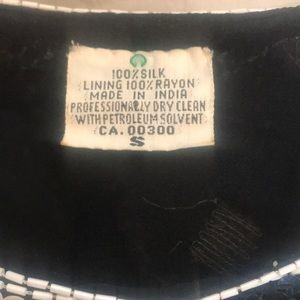 100% SILK
LINING 100% RAYON
MADE IN INDIA
PROFESSIONALLY DRY CLEAN
WITH PETROLEUM SOLVENT
CA. 00300
S